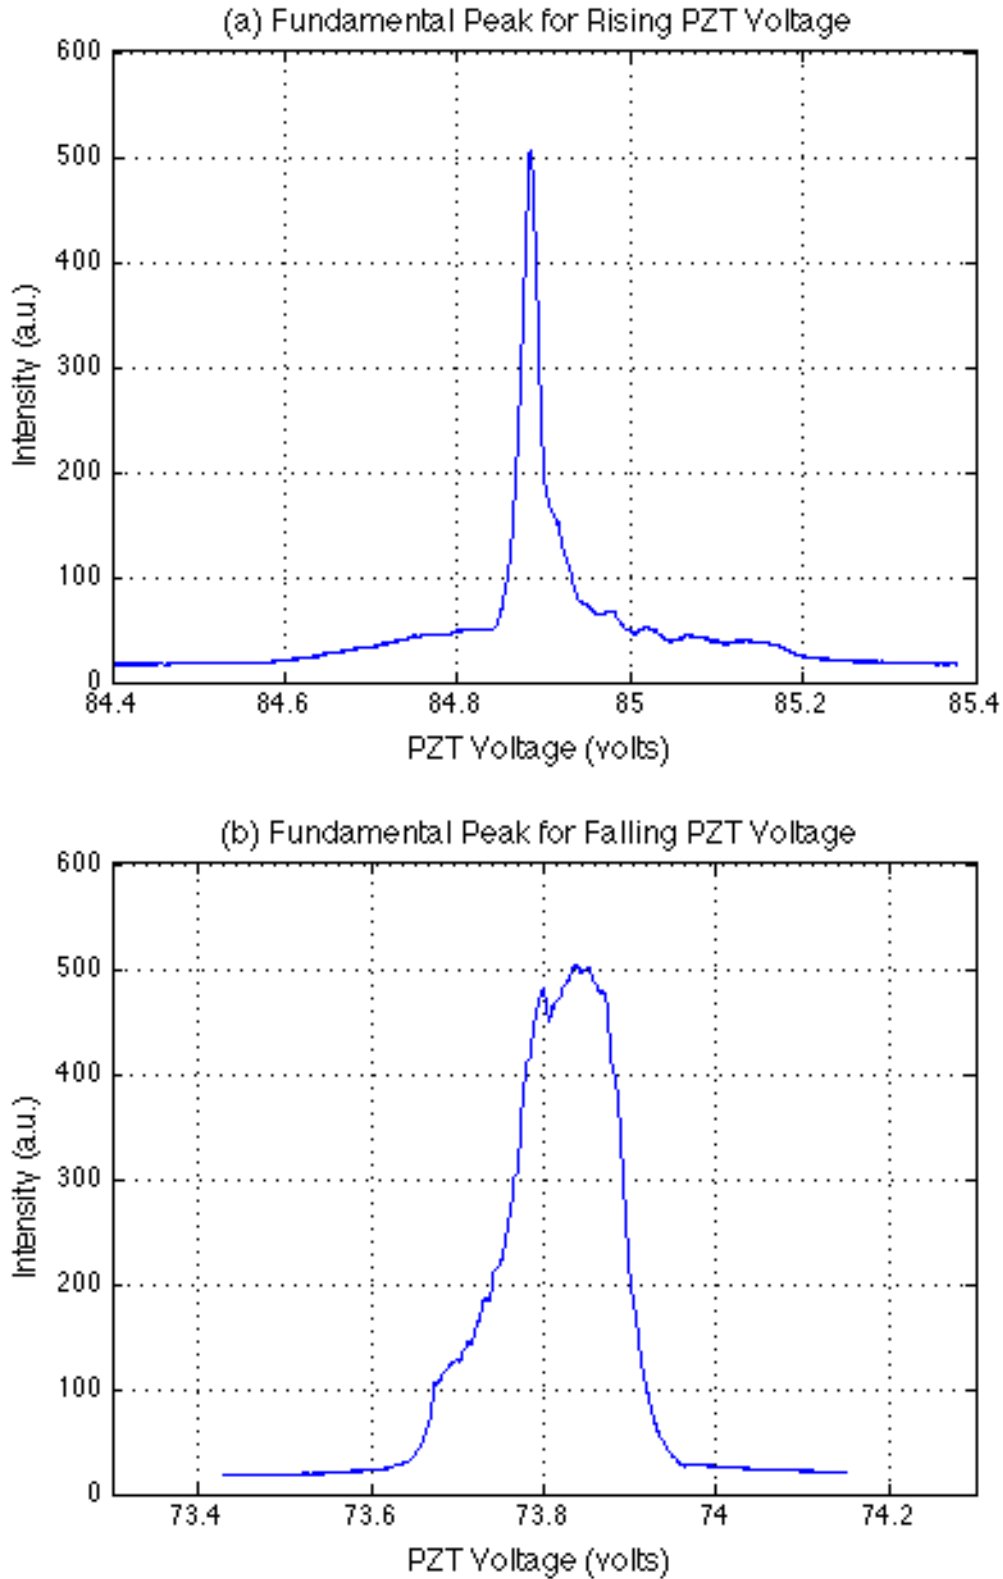 (a) Fundamental Peak for Rising PZT Voltage
600
500
400
300
200
100
0
Intensity (a.u.)
84.4 84.6 84.8 85 85.2 85.4
PZT Voltage (volts)
(b) Fundamental Peak for Falling PZT Voltage
600
500
400
300
200
100
0
Intensity (a.u.)
73.4 73.6 73.8 74 74.2
PZT Voltage (volts)